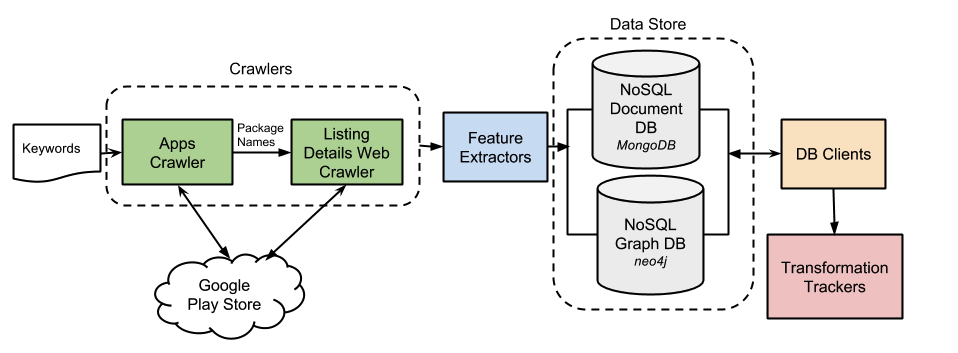 Data Store
Crawlers
Keywords
Apps
Crawler
Package
Names
Listing
Details Web
Crawler
Feature
Extractors
NoSQL
Document
DB
MongoDB
NoSQL
Graph DB
neo4j
DB Clients
Transformation
Trackers
Google
Play Store